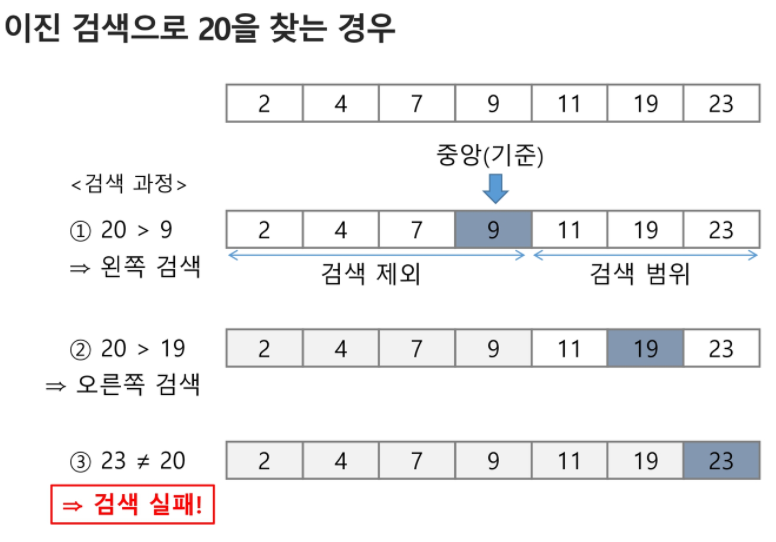 이진 검색으로 20을 찾는 경우
2 4 7 9 11 19 23
중앙(기준)
<검색 과정>
① 20 > 9
2 4 7 9 11 19 23
⇒ 왼쪽 검색
검색 제외 검색 범위
② 20 > 19
2 4 7 9 11 19 23
⇒ 오른쪽 검색
③ 23 ≠ 20
2 4 7 9 11 19 23
⇒ 검색 실패!